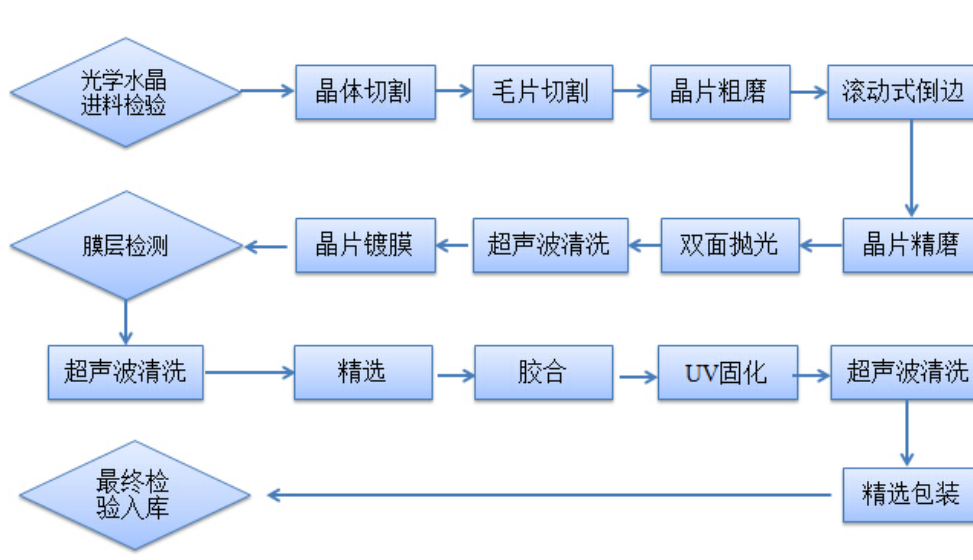 光学水晶
进料检验
晶体切割
毛片切割
晶片粗磨
滚动式倒边
晶片精磨
双面抛光
超声波清洗
晶片镀膜
膜层检测
超声波清洗
精选
胶合
UV固化
超声波清洗
精选包装
最终检
验入库